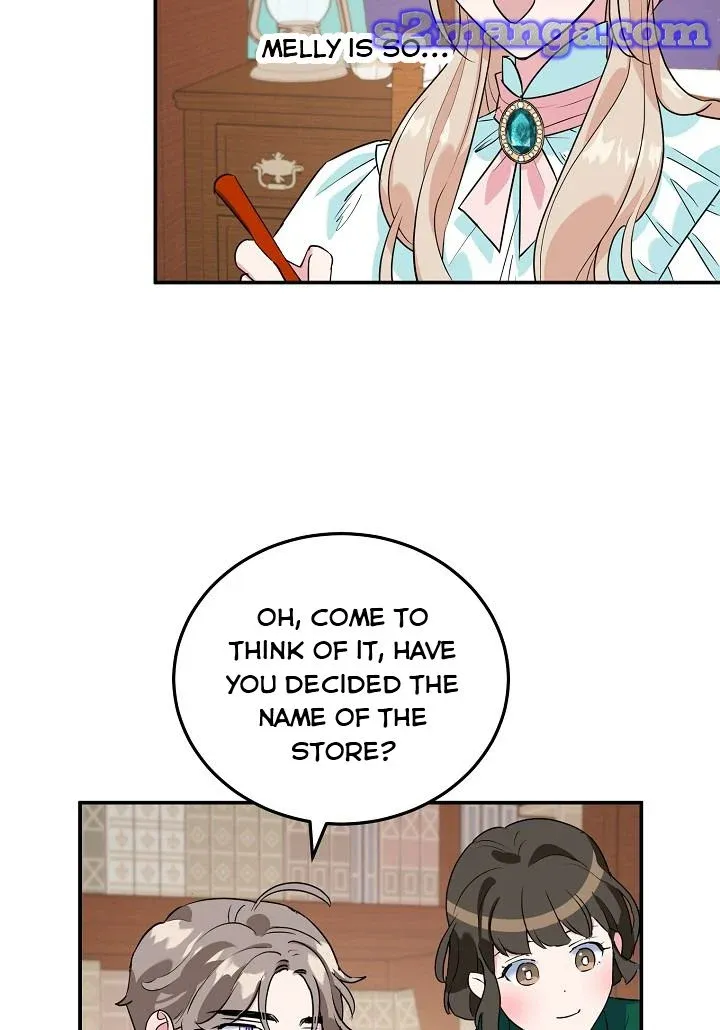 s2manga.com
MELLY IS SO...
OH, COME TO
THINK OF IT, HAVE
YOU DECIDED THE
NAME OF THE
STORE?